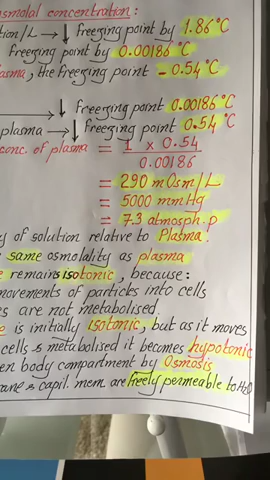 osmolal concentration:
tion/L → ↓ freezing point by 1.86 °C
freezing point by 0.00186 °C
asma, the freezing point - 0.54 °C
↓ freezing point 0.00186 °C
plasma → ↓ freezing point 0.54 °C
conc. of plasma = 1 x 0.54
0.00186
= 290 mOsm/L
= 5000 mmHg
= 7.3 atmosph. p
y of solution relative to Plasma.
same osmolality as plasma
e remains isotonic, because:
movements of particles into cells
es are not metabolised
e is initially isotonic, but as it moves
cells & metabolised it becomes hypotonic
en body compartment by Osmosis
rane & capil. mem. are freely permeable to H2O